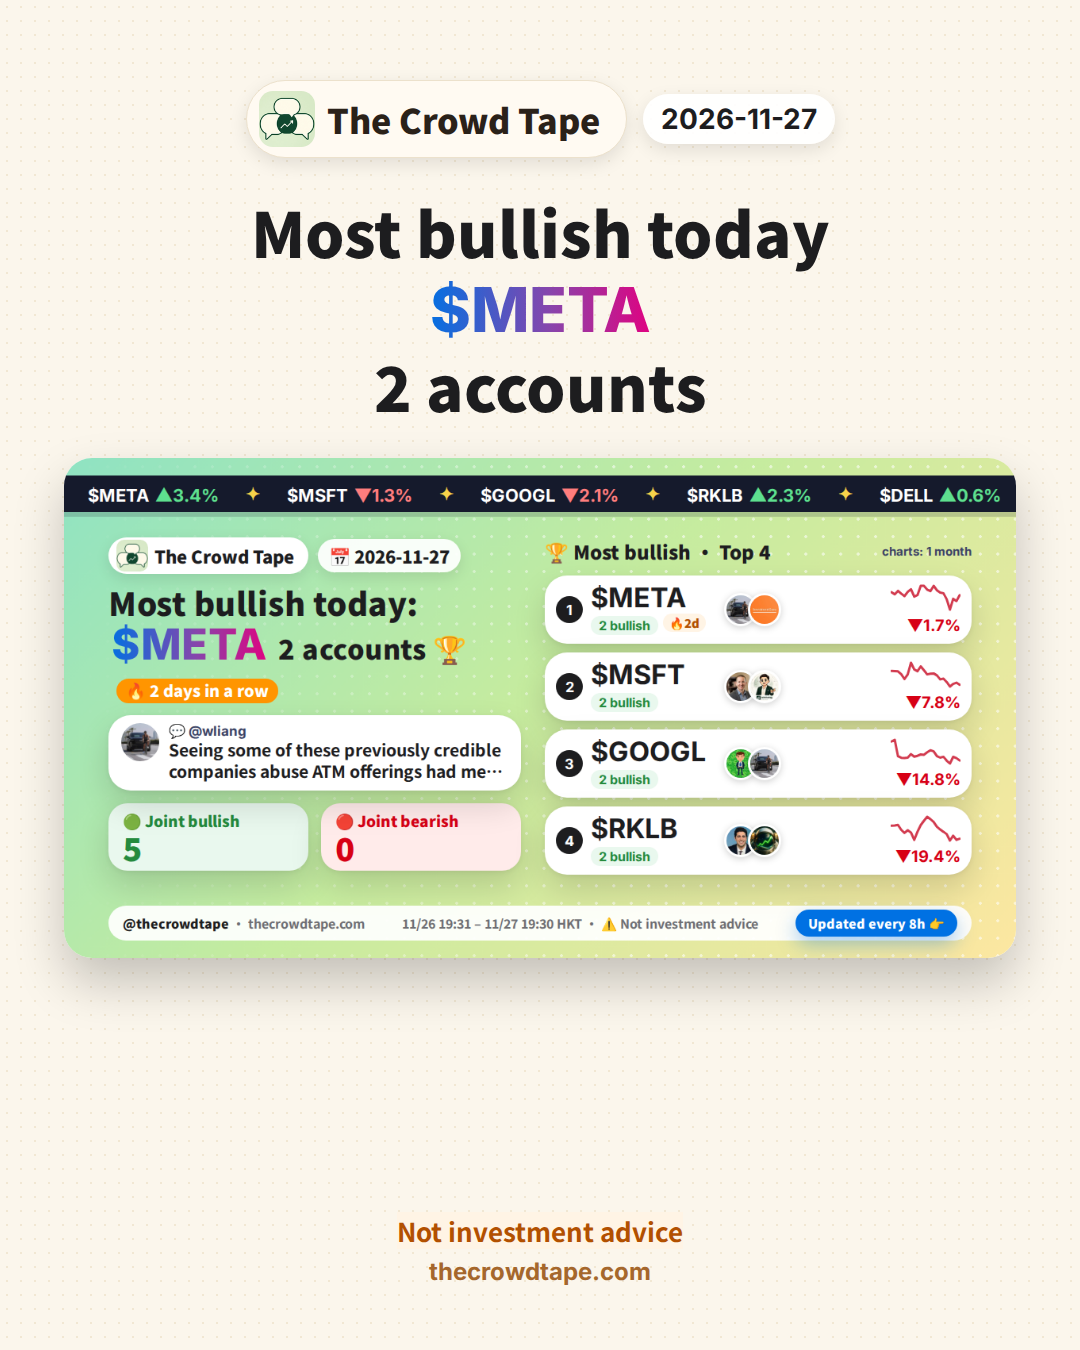 The Crowd Tape
2026-11-27
Most bullish today
$META
2 accounts
$META ▲3.4% ✦ $MSFT ▼1.3% ✦ $GOOGL ▼2.1% ✦ $RKLB ▲2.3% ✦ $DELL ▲0.6%
The Crowd Tape
📅 2026-11-27
Most bullish today:
$META 2 accounts 🏆
🔥 2 days in a row
💬 @wliang
Seeing some of these previously credible
companies abuse ATM offerings had me⋯
🟢 Joint bullish
5
🔴 Joint bearish
0
🏆 Most bullish • Top 4
charts: 1 month
1
$META
2 bullish
🔥2d
▼1.7%
2
$MSFT
2 bullish
▼7.8%
3
$GOOGL
2 bullish
▼14.8%
4
$RKLB
2 bullish
▼19.4%
@thecrowdtape • thecrowdtape.com
11/26 19:31 – 11/27 19:30 HKT • ⚠️ Not investment advice
Updated every 8h 👉
Not investment advice
thecrowdtape.com